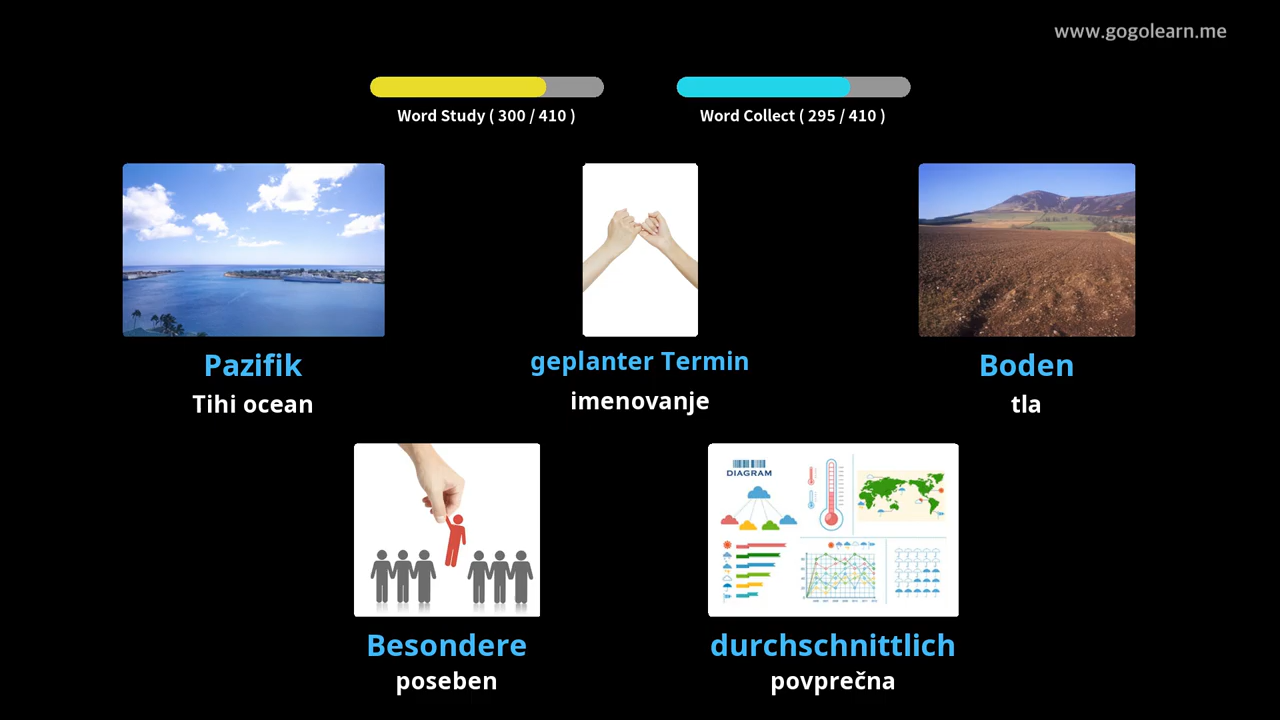 www.gogolearn.me
Word Study ( 300 / 410 )
Word Collect ( 295 / 410 )
Pazifik
Tihi ocean
geplanter Termin
imenovanje
Boden
tla
DIAGRAM
Besondere
poseben
durchschnittlich
povprečna